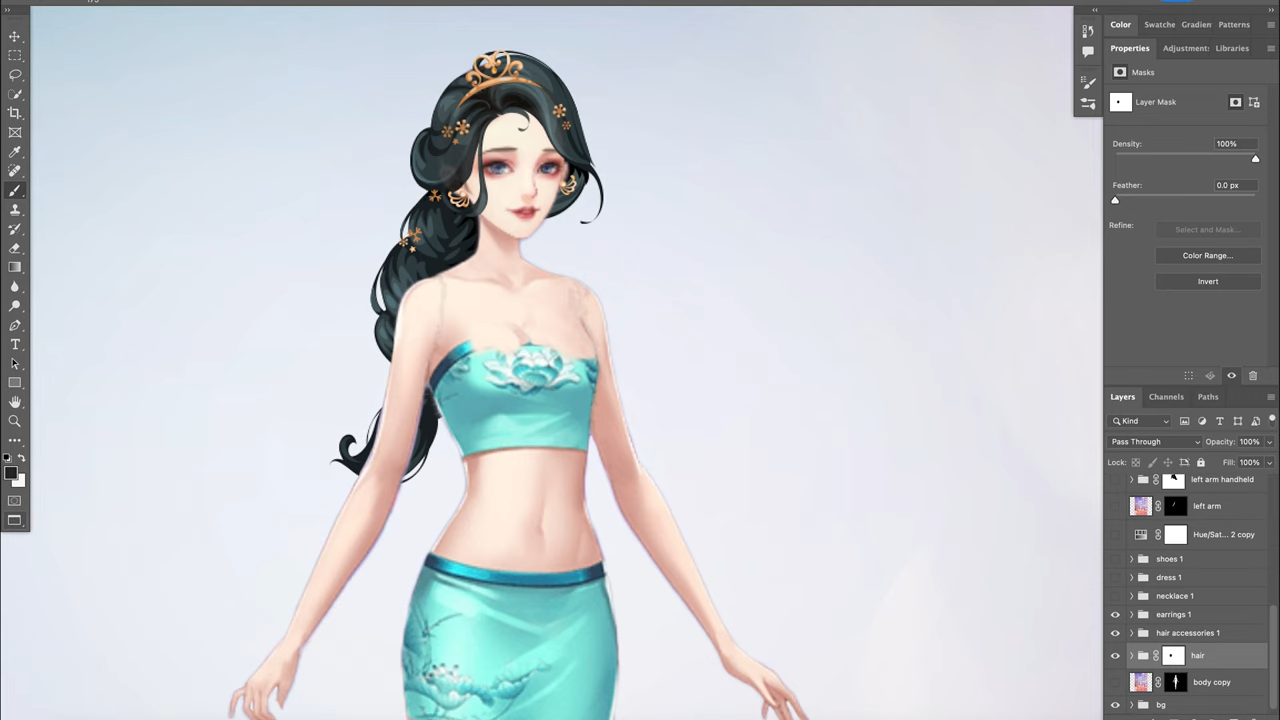 Color Swatche Gradien Patterns
Properties Adjustment: Libraries
Masks
Layer Mask
Density: 100%
Feather: 0.0 px
Refine: Select and Mask...
Color Range...
Invert
Layers Channels Paths
Kind
Pass Through Opacity: 100%
Lock: Fill: 100%
left arm handheld
left arm
Hue/Sat... 2 copy
shoes 1
dress 1
necklace 1
earrings 1
hair accessories 1
hair
body copy
bg